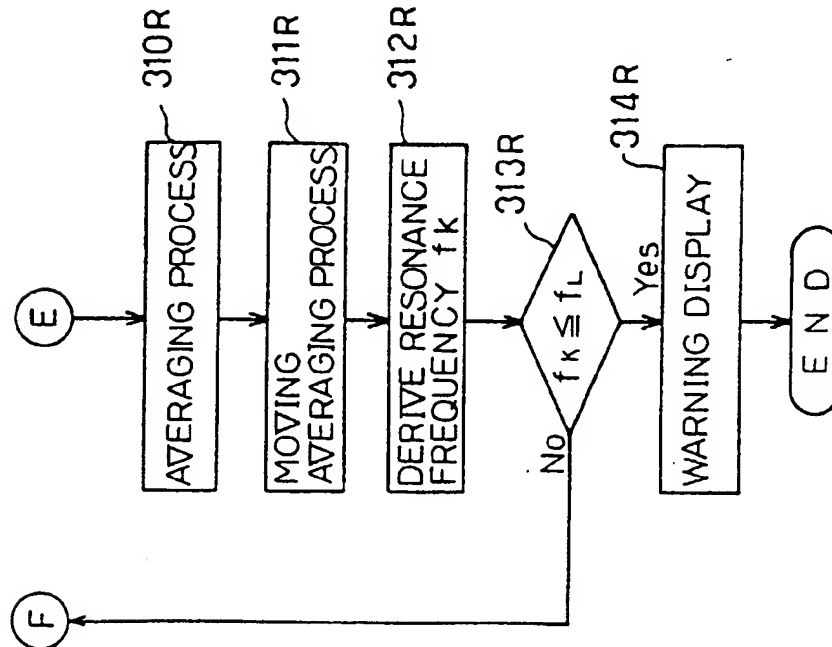 E
AVERAGING PROCESS
310R
MOVING
AVERAGING PROCESS
311R
DERIVE RESONANCE
FREQUENCY fk
312R
fK ≦ fL
313R
No
Yes
F
WARNING DISPLAY
314R
END